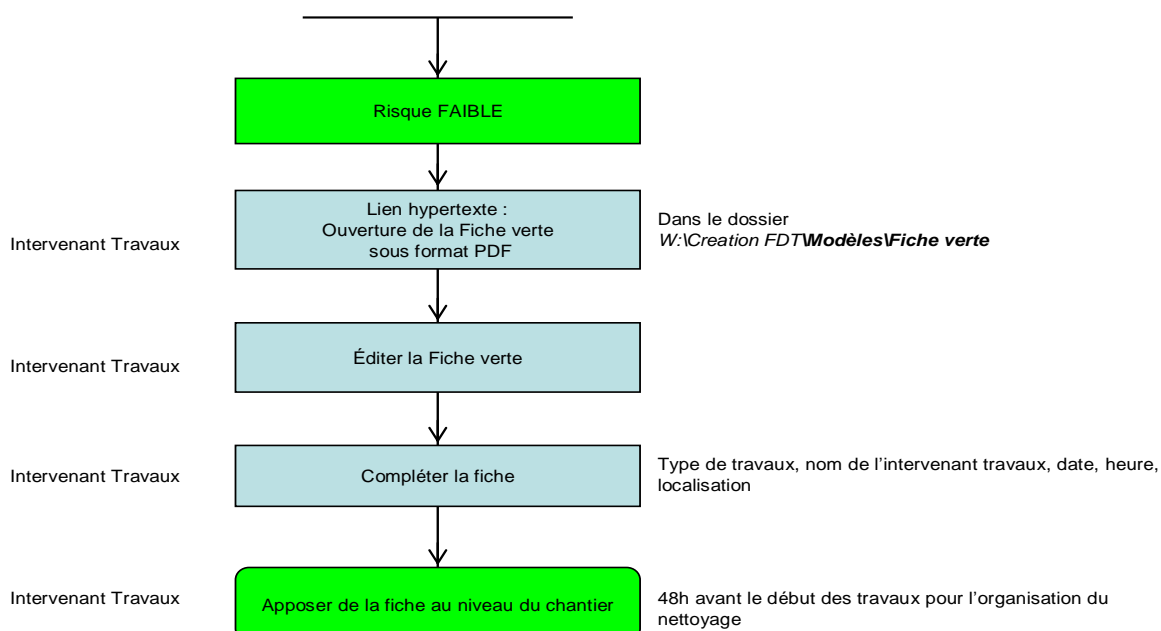 Risque FAIBLE
Intervenant Travaux
Lien hypertexte :
Ouverture de la Fiche verte
sous format PDF
Dans le dossier
W:\Creation FDT\Modèles\Fiche verte
Intervenant Travaux
Éditer la Fiche verte
Intervenant Travaux
Compléter la fiche
Type de travaux, nom de l'intervenant travaux, date, heure,
localisation
Intervenant Travaux
Apposer de la fiche au niveau du chantier
48h avant le début des travaux pour l'organisation du
nettoyage